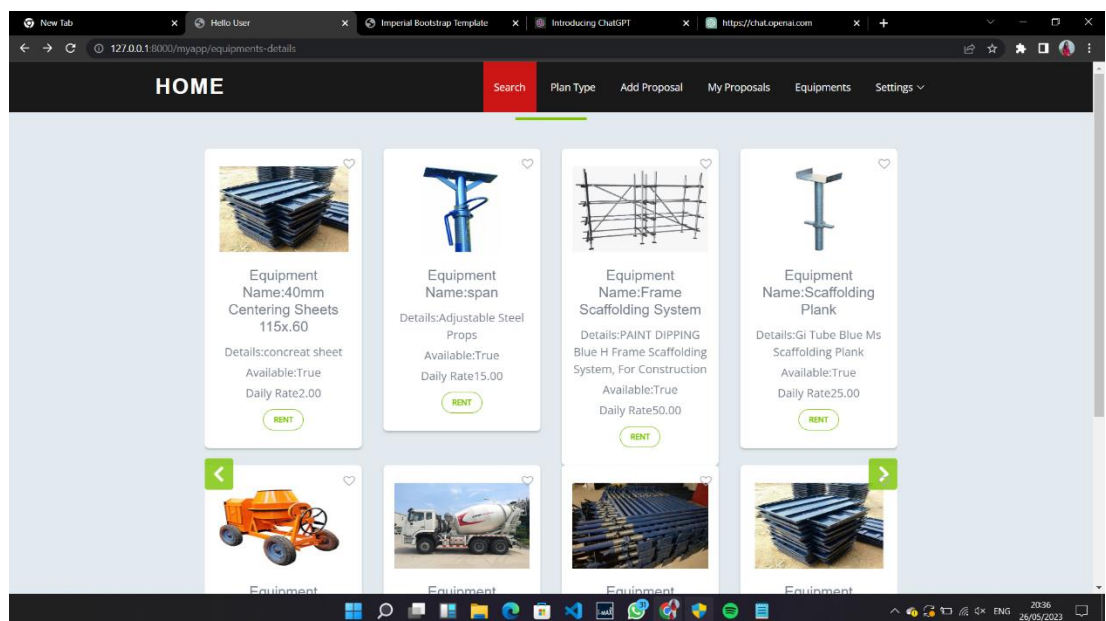 New Tab
Hello User
Imperial Bootstrap Template
Introducing ChatGPT
https://chat.openai.com
127.0.0.1:8000/myapp/equipments-details
HOME
Search
Plan Type
Add Proposal
My Proposals
Equipments
Settings
Equipment
Name:40mm
Centering Sheets
115x.60
Details:concreat sheet
Available:True
Daily Rate2.00
RENT
Equipment
Name:span
Details:Adjustable Steel
Props
Available:True
Daily Rate15.00
RENT
Equipment
Name:Frame
Scaffolding System
Details:PAINT DIPPING
Blue H Frame Scaffolding
System, For Construction
Available:True
Daily Rate50.00
RENT
Equipment
Name:Scaffolding
Plank
Details:Gi Tube Blue Ms
Scaffolding Plank
Available:True
Daily Rate25.00
RENT
Equipment
Equipment
Equipment
Equipment
ENG
20:36
26/05/2023